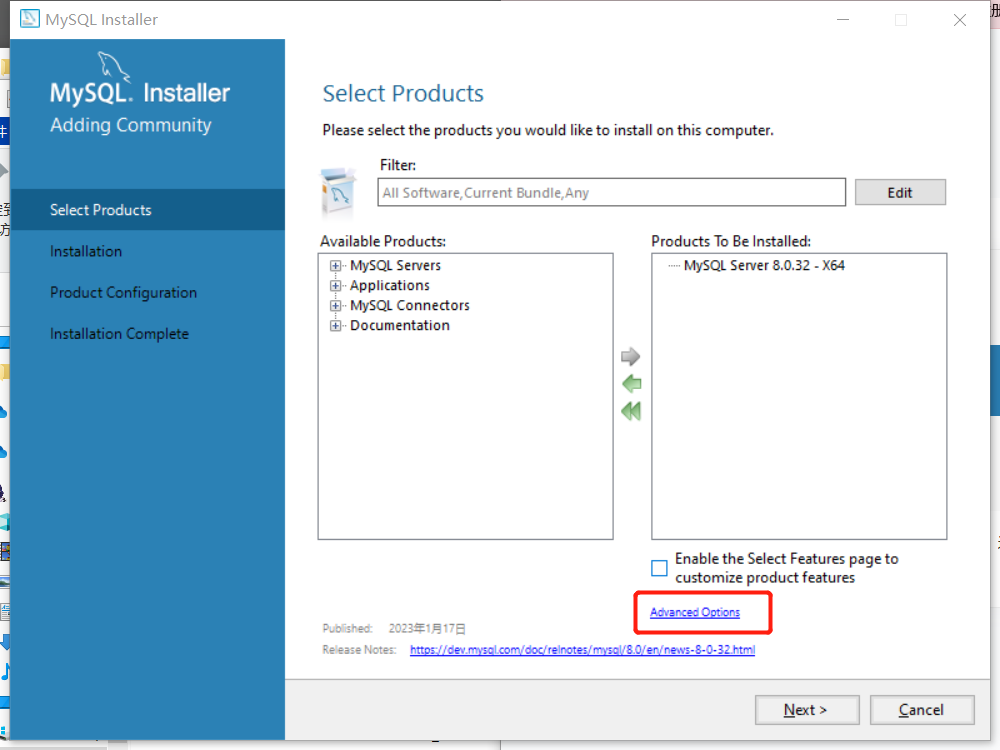 MySQL Installer
MySQL. Installer
Adding Community
Select Products
Installation
Product Configuration
Installation Complete
Select Products
Please select the products you would like to install on this computer.
Filter:
All Software,Current Bundle,Any
Edit
Available Products:
MySQL Servers
Applications
MySQL Connectors
Documentation
Products To Be Installed:
MySQL Server 8.0.32 - X64
Enable the Select Features page to
customize product features
Advanced Options
Published: 2023年1月17日
Release Notes: https://dev.mysql.com/doc/relnotes/mysql/8.0/en/news-8-0-32.html
Next >
Cancel